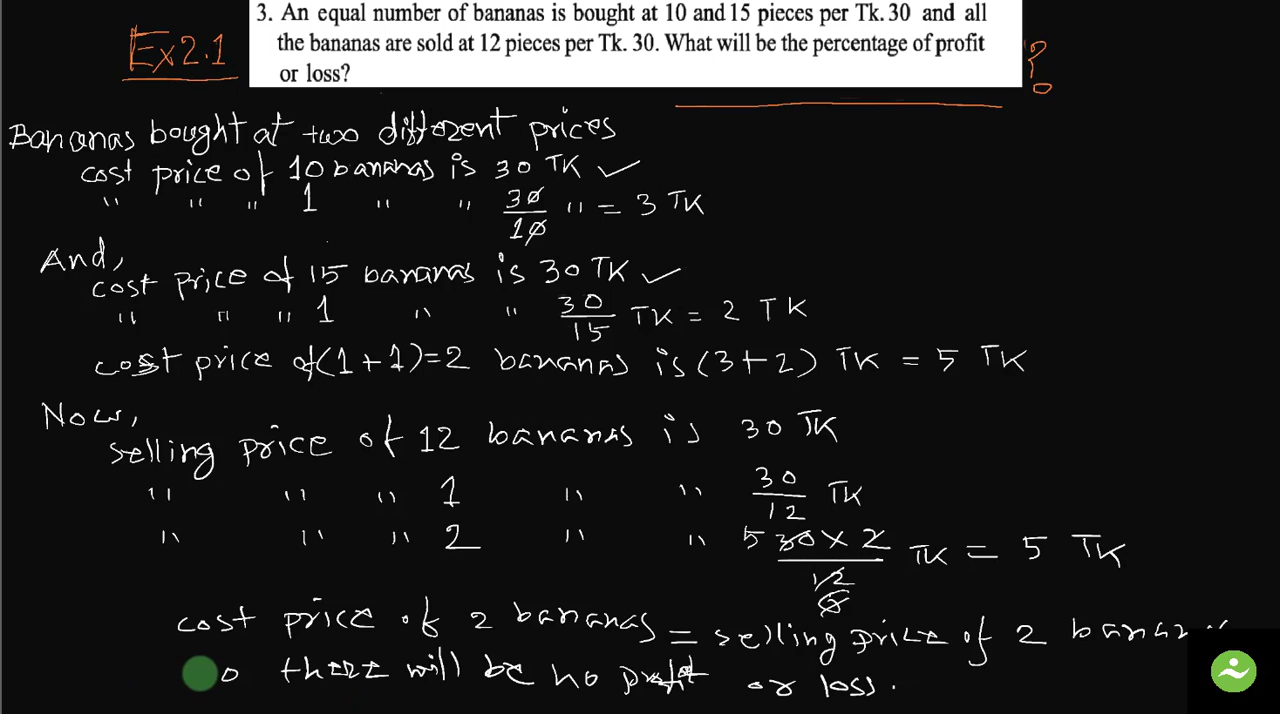 3. An equal number of bananas is bought at 10 and 15 pieces per Tk. 30 and all
the bananas are sold at 12 pieces per Tk. 30. What will be the percentage of profit
or loss?
Ex2.1
?
Bananas bought at two different prices
cost price of 10 bananas is 30 TK ✓
" " " 1 " " 30/10 " = 3 TK
And,
cost price of 15 bananas is 30 TK ✓
" " " 1 " " 30/15 TK = 2 TK
cost price of (1+1)=2 bananas is (3+2) TK = 5 TK
Now,
selling price of 12 bananas is 30 TK
" " " 1 " " 30/12 TK
" " " 2 " " 5 30×2/12 6 TK = 5 TK
cost price of 2 bananas = selling price of 2 bananas
there will be no profit or loss.